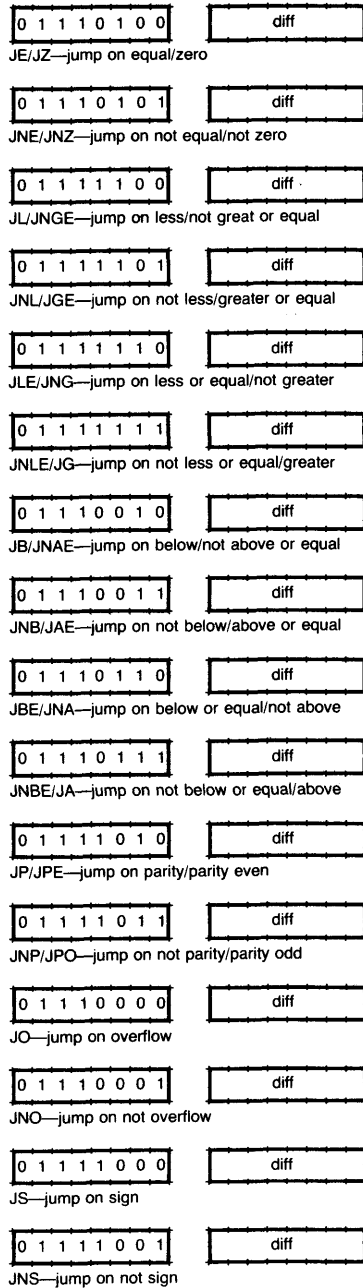 0 1 1 1 0 1 0 0 diff
JE/JZ—jump on equal/zero
0 1 1 1 0 1 0 1 diff
JNE/JNZ—jump on not equal/not zero
0 1 1 1 1 1 0 0 diff
JL/JNGE—jump on less/not great or equal
0 1 1 1 1 1 0 1 diff
JNL/JGE—jump on not less/greater or equal
0 1 1 1 1 1 1 0 diff
JLE/JNG—jump on less or equal/not greater
0 1 1 1 1 1 1 1 diff
JNLE/JG—jump on not less or equal/greater
0 1 1 1 0 0 1 0 diff
JB/JNAE—jump on below/not above or equal
0 1 1 1 0 0 1 1 diff
JNB/JAE—jump on not below/above or equal
0 1 1 1 0 1 1 0 diff
JBE/JNA—jump on below or equal/not above
0 1 1 1 0 1 1 1 diff
JNBE/JA—jump on not below or equal/above
0 1 1 1 1 0 1 0 diff
JP/JPE—jump on parity/parity even
0 1 1 1 1 0 1 1 diff
JNP/JPO—jump on not parity/parity odd
0 1 1 1 0 0 0 0 diff
JO—jump on overflow
0 1 1 1 0 0 0 1 diff
JNO—jump on not overflow
0 1 1 1 1 0 0 0 diff
JS—jump on sign
0 1 1 1 1 0 0 1 diff
JNS—jump on not sign